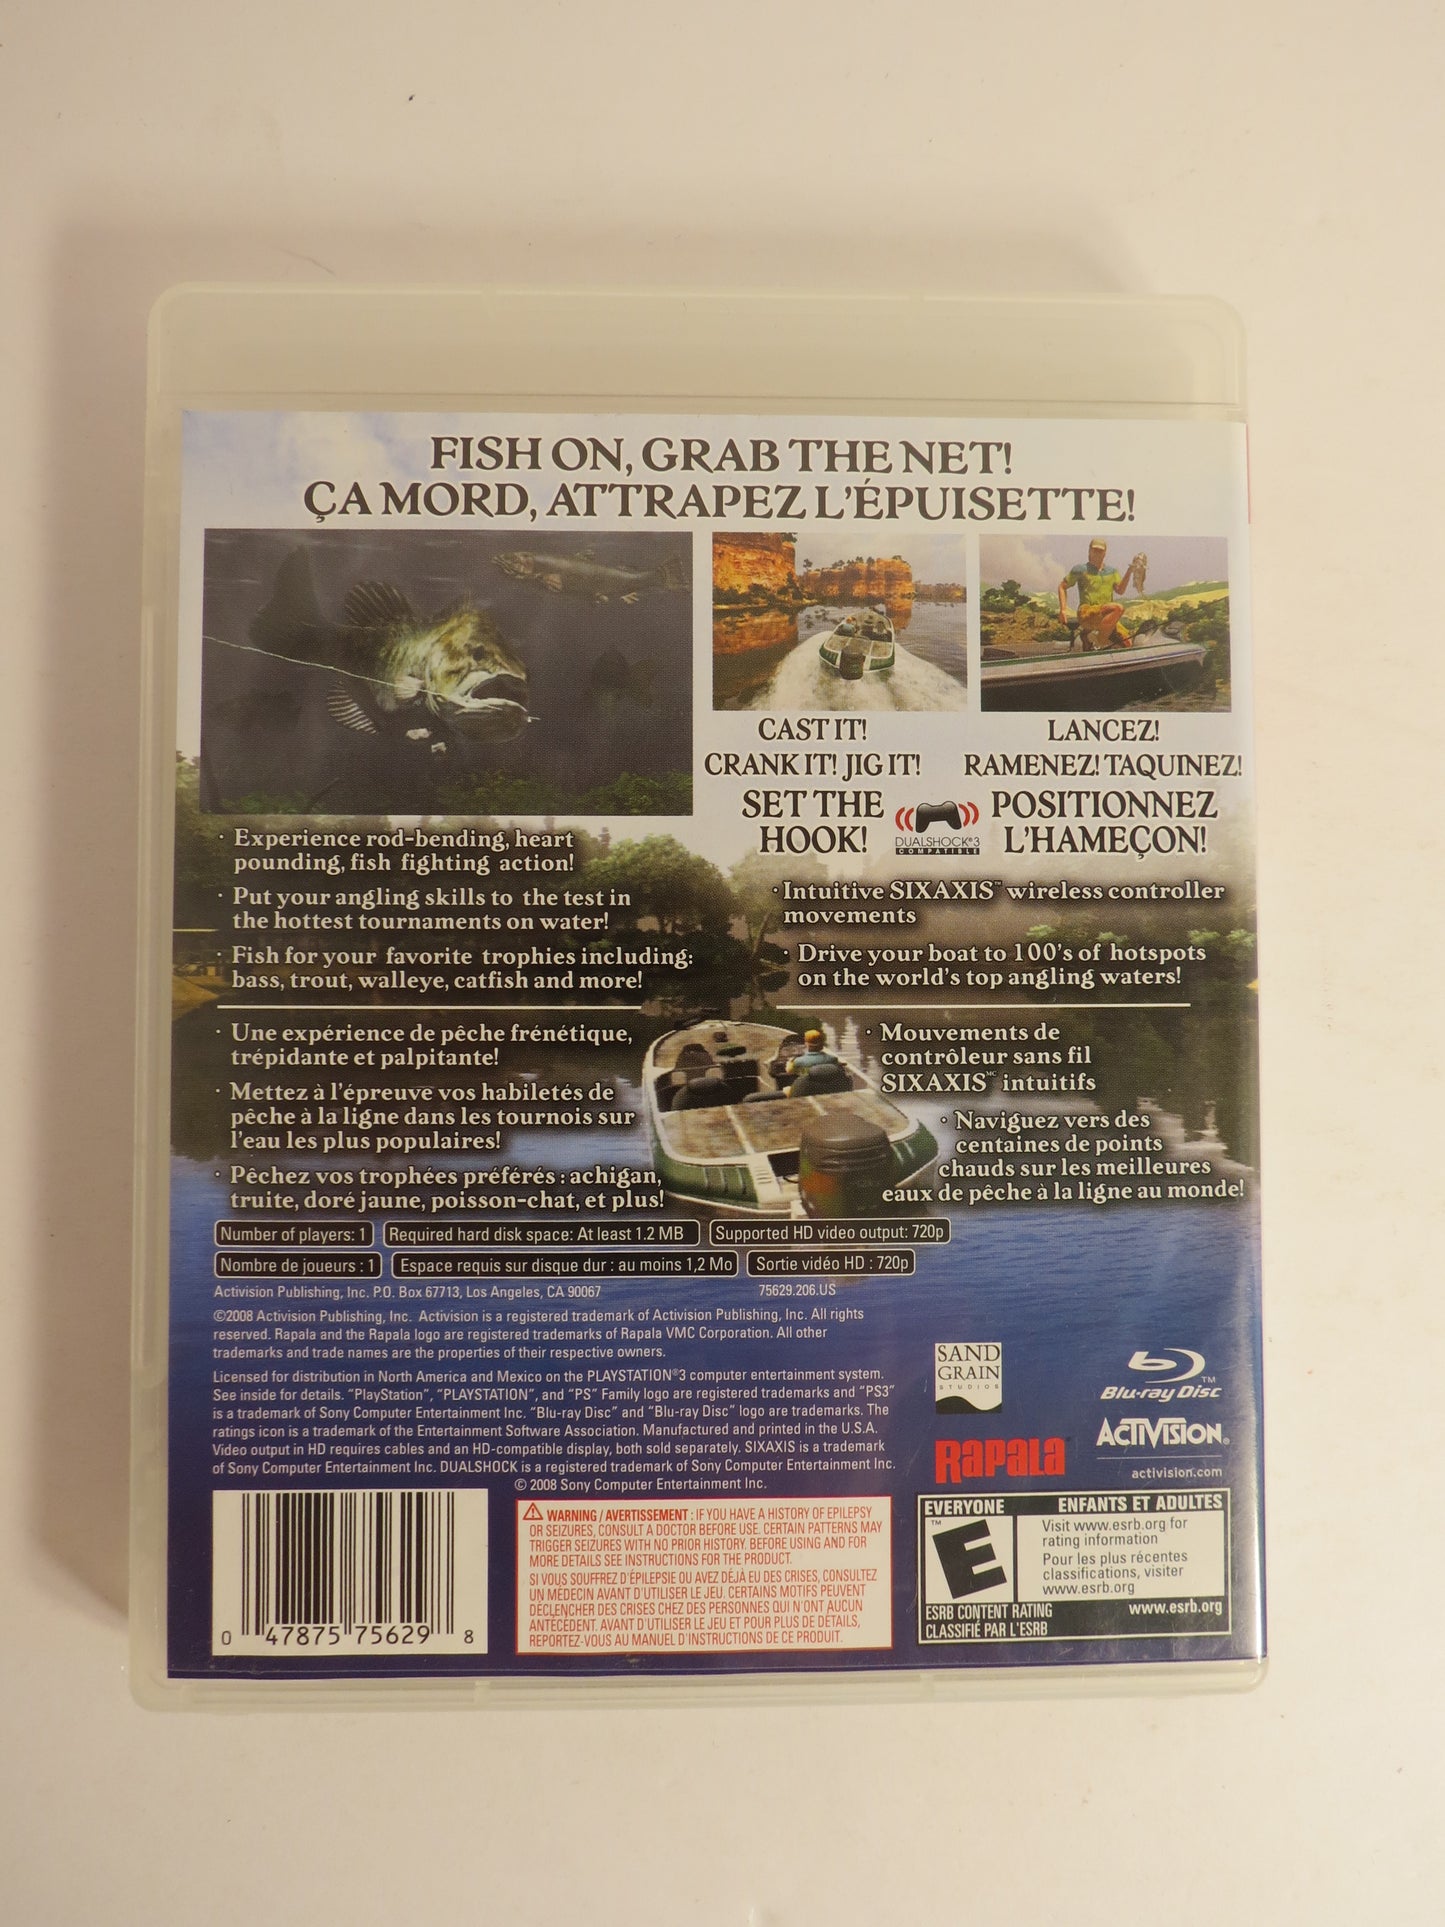 FISH ON, GRAB THE NET!
ÇA MORD, ATTRAPEZ L'ÉPUISETTE!
CAST IT!
CRANK IT! JIG IT!
LANCEZ!
RAMENEZ! TAQUINEZ!
SET THE
HOOK!
DUALSHOCK®3
COMPATIBLE
POSITIONNEZ
L'HAMEÇON!
· Experience rod-bending, heart
pounding, fish fighting action!
· Put your angling skills to the test in
the hottest tournaments on water!
· Fish for your favorite trophies including:
bass, trout, walleye, catfish and more!
· Intuitive SIXAXIS™ wireless controller
movements
· Drive your boat to 100's of hotspots
on the world's top angling waters!
· Une expérience de pêche frénétique,
trépidante et palpitante!
· Mettez à l'épreuve vos habiletés de
pêche à la ligne dans les tournois sur
l'eau les plus populaires!
· Pêchez vos trophées préférés : achigan,
truite, doré jaune, poisson-chat, et plus!
· Mouvements de
contrôleur sans fil
SIXAXIS MC intuitifs
· Naviguez vers des
centaines de points
chauds sur les meilleures
eaux de pêche à la ligne au monde!
Number of players: 1 Required hard disk space: At least 1.2 MB Supported HD video output: 720p
Nombre de joueurs : 1 Espace requis sur disque dur : au moins 1,2 Mo Sortie vidéo HD : 720p
Activision Publishing, Inc. P.O. Box 67713, Los Angeles, CA 90067 75629.206.US
©2008 Activision Publishing, Inc. Activision is a registered trademark of Activision Publishing, Inc. All rights
reserved. Rapala and the Rapala logo are registered trademarks of Rapala VMC Corporation. All other
trademarks and trade names are the properties of their respective owners.
Licensed for distribution in North America and Mexico on the PLAYSTATION®3 computer entertainment system.
See inside for details. "PlayStation", "PLAYSTATION", and "PS" Family logo are registered trademarks and "PS3"
is a trademark of Sony Computer Entertainment Inc. "Blu-ray Disc" and "Blu-ray Disc" logo are trademarks. The
ratings icon is a trademark of the Entertainment Software Association. Manufactured and printed in the U.S.A.
Video output in HD requires cables and an HD-compatible display, both sold separately. SIXAXIS is a trademark
of Sony Computer Entertainment Inc. DUALSHOCK is a registered trademark of Sony Computer Entertainment Inc.
© 2008 Sony Computer Entertainment Inc.
SAND
GRAIN
STUDIOS
Blu-ray Disc™
Rapala
ACTIVISION®
activision.com
0 47875 75629 8
WARNING / AVERTISSEMENT : IF YOU HAVE A HISTORY OF EPILEPSY
OR SEIZURES, CONSULT A DOCTOR BEFORE USE. CERTAIN PATTERNS MAY
TRIGGER SEIZURES WITH NO PRIOR HISTORY. BEFORE USING AND FOR
MORE DETAILS SEE INSTRUCTIONS FOR THE PRODUCT.
SI VOUS SOUFFREZ D'ÉPILEPSIE OU AVEZ DÉJÀ EU DES CRISES, CONSULTEZ
UN MÉDECIN AVANT D'UTILISER LE JEU. CERTAINS MOTIFS PEUVENT
DÉCLENCHER DES CRISES CHEZ DES PERSONNES QUI N'ONT AUCUN
ANTÉCÉDENT. AVANT D'UTILISER LE JEU ET POUR PLUS DE DÉTAILS,
REPORTEZ-VOUS AU MANUEL D'INSTRUCTIONS DE CE PRODUIT.
EVERYONE ENFANTS ET ADULTES
™
E
Visit www.esrb.org for
rating information
Pour les plus récentes
classifications, visiter
www.esrb.org
ESRB CONTENT RATING www.esrb.org
CLASSIFIÉ PAR L'ESRB